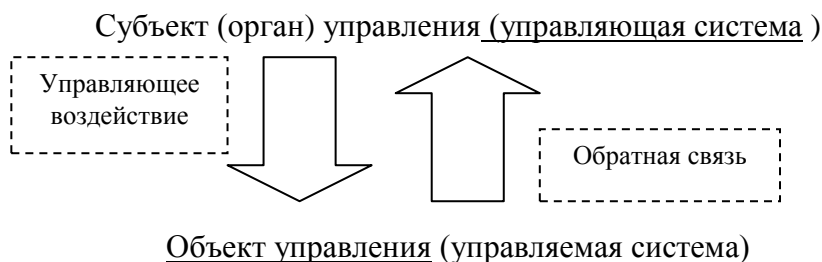 Субъект (орган) управления (управляющая система )
Управляющее
воздействие
Обратная связь
Объект управления (управляемая система)